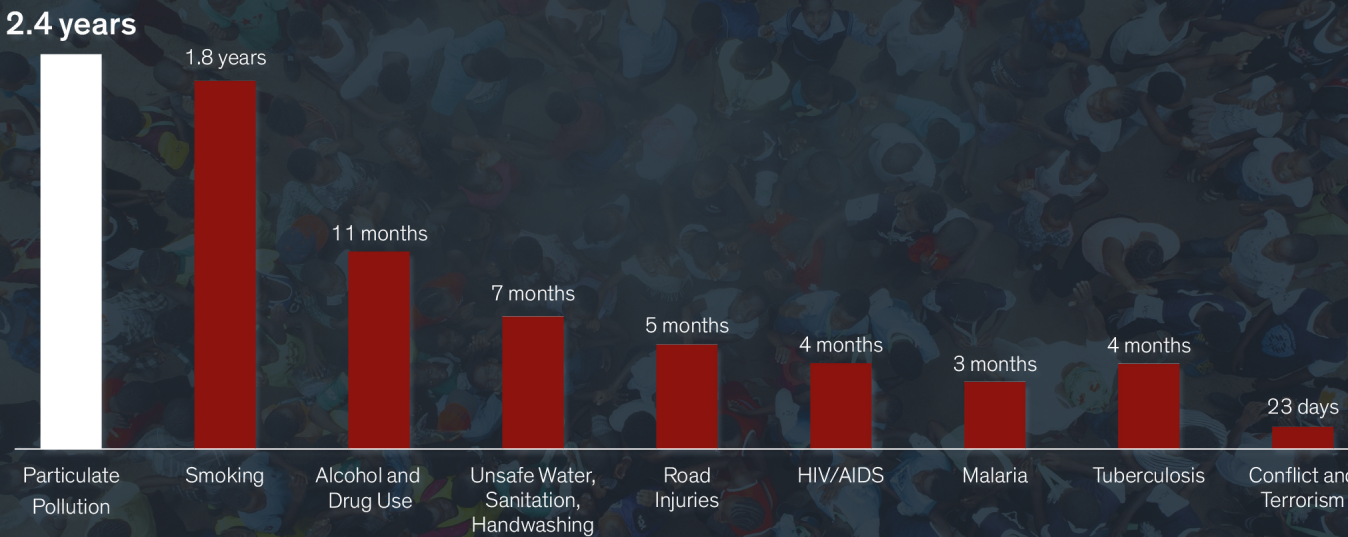 2.4 years
1.8 years
11 months
7 months
5 months
4 months
3 months
4 months
23 days
Particulate
Pollution
Smoking
Alcohol and
Drug Use
Unsafe Water,
Sanitation,
Handwashing
Road
Injuries
HIV/AIDS
Malaria
Tuberculosis
Conflict and
Terrorism